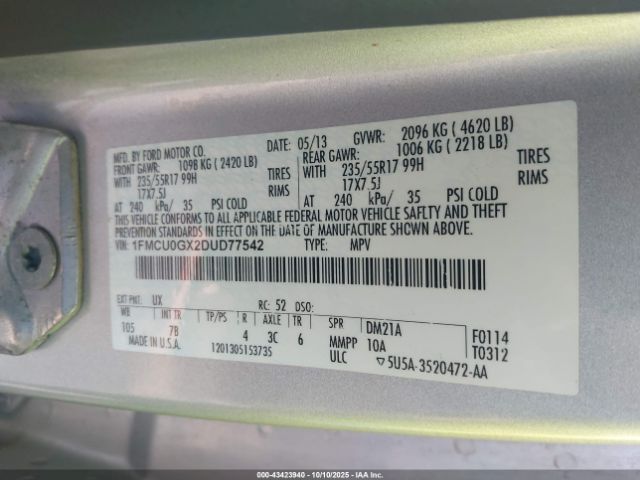 MFD. BY FORD MOTOR CO.
DATE: 05/13 GVWR: 2096 KG ( 4620 LB)
FRONT GAWR: 1098 KG ( 2420 LB)
REAR GAWR: 1006 KG ( 2218 LB)
WITH 235/55R17 99H TIRES
17X7.5J RIMS
AT 240 kPa/ 35 PSI COLD
WITH 235/55R17 99H TIRES
17X7.5J RIMS
AT 240 kPa/ 35 PSI COLD
THIS VEHICLE CONFORMS TO ALL APPLICABLE FEDERAL MOTOR VEHICLE SAFETY AND THEFT
PREVENTION STANDARDS IN EFFECT ON THE DATE OF MANUFACTURE SHOWN ABOVE.
VIN: 1FMCU0GX2DUD77542 TYPE: MPV
EXT PNT: UX RC: 52 DSO:
WB INT TR TP/PS R AXLE TR SPR
105 7B 4 3C 6
DM21A
MMPP 10A
ULC
F0114
T0312
MADE IN U.S.A.
1201305153735
▽5U5A-3520472-AA
000-43423940 - 10/10/2025 - IAAI.com